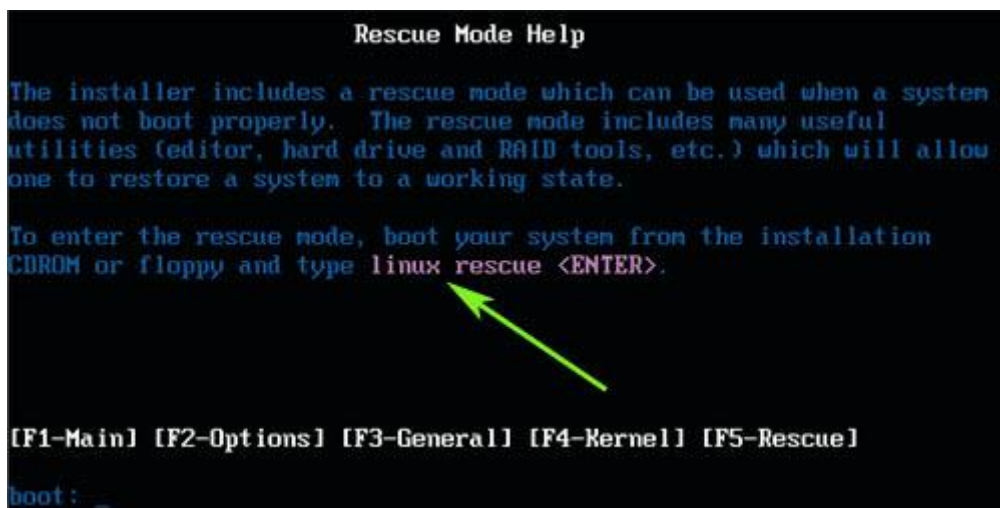 Rescue Mode Help
The installer includes a rescue mode which can be used when a system
does not boot properly.  The rescue mode includes many useful
utilities (editor, hard drive and RAID tools, etc.) which will allow
one to restore a system to a working state.
To enter the rescue mode, boot your system from the installation
CDROM or floppy and type linux rescue <ENTER>.
[F1-Main] [F2-Options] [F3-General] [F4-Kernel] [F5-Rescue]
boot: _